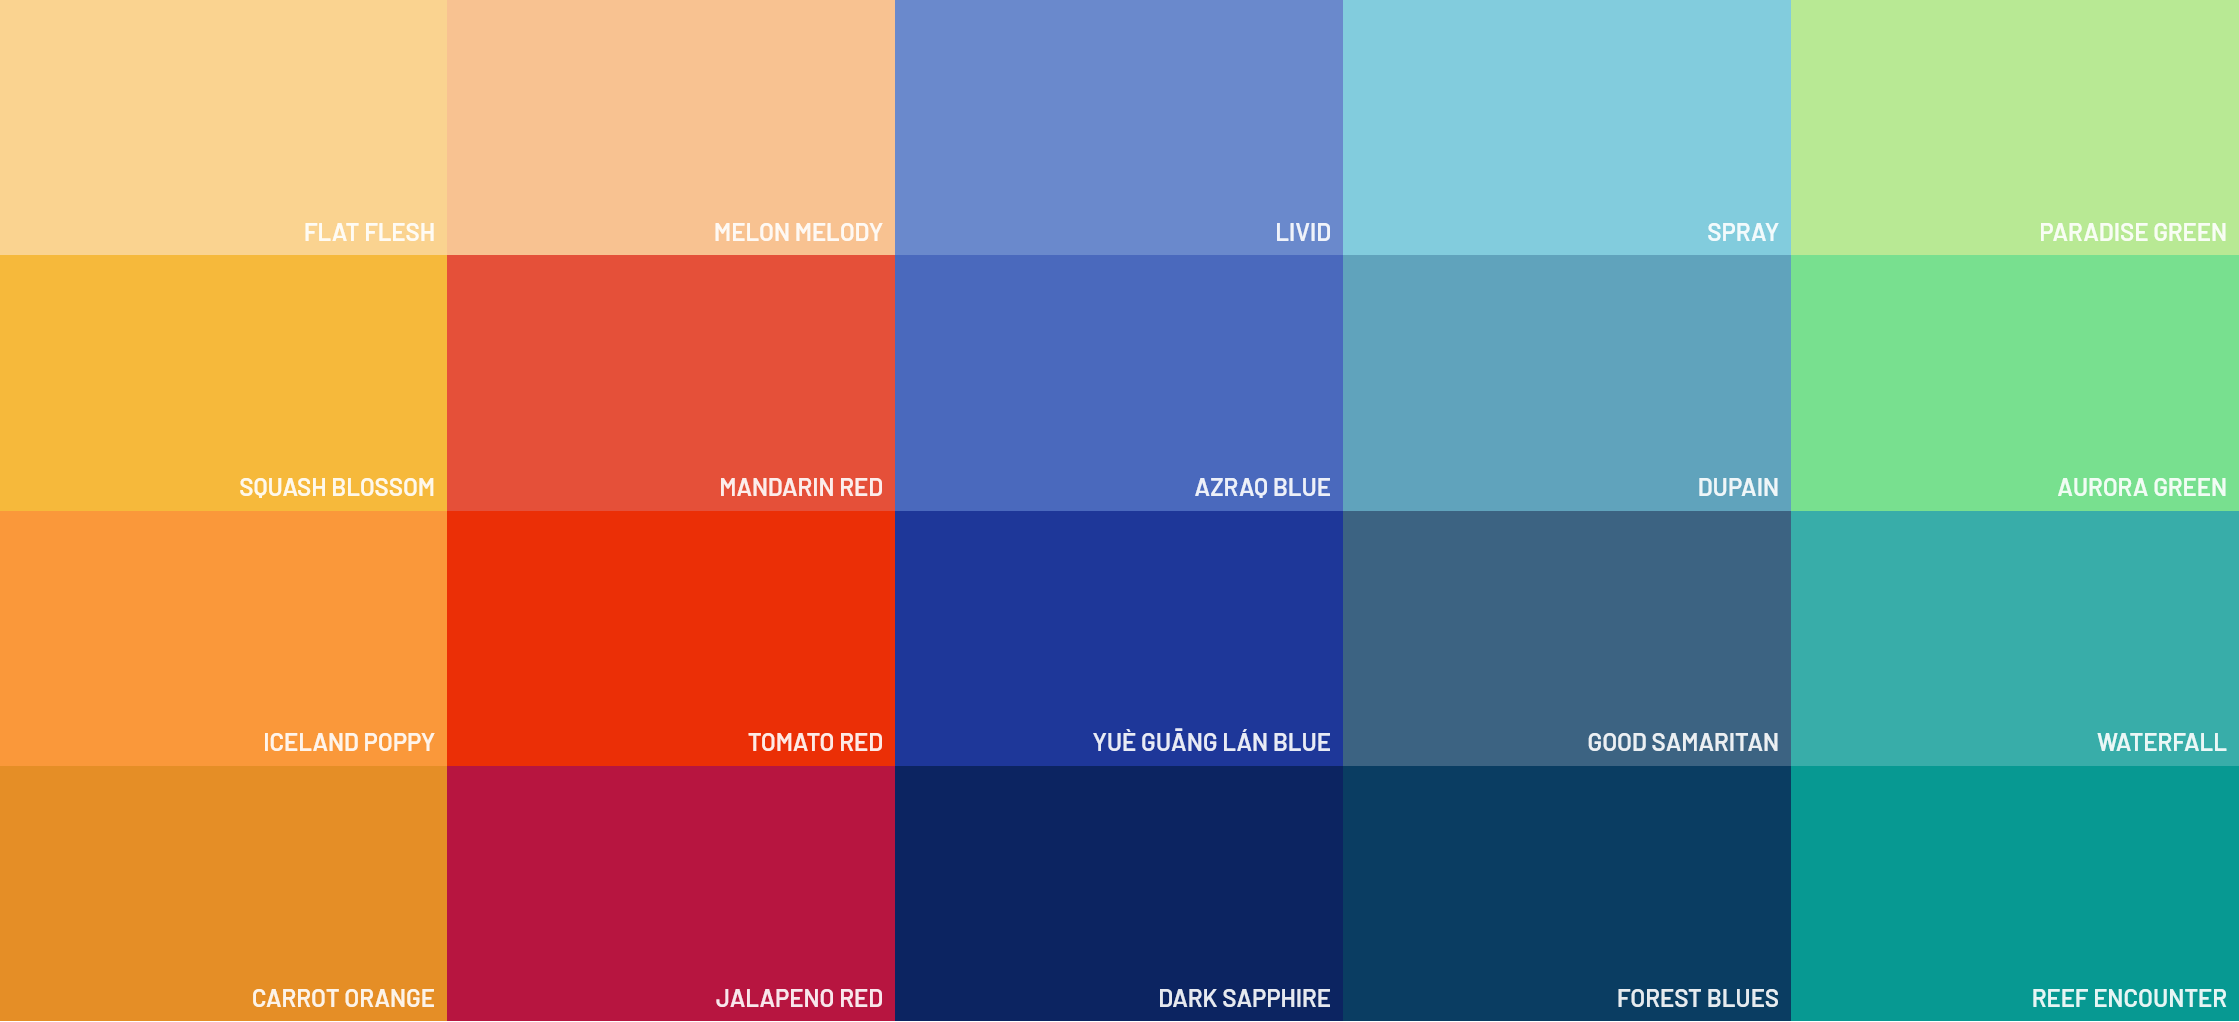 FLAT FLESH
MELON MELODY
LIVID
SPRAY
PARADISE GREEN
SQUASH BLOSSOM
MANDARIN RED
AZRAQ BLUE
DUPAIN
AURORA GREEN
ICELAND POPPY
TOMATO RED
YUÈ GUĀNG LÁN BLUE
GOOD SAMARITAN
WATERFALL
CARROT ORANGE
JALAPENO RED
DARK SAPPHIRE
FOREST BLUES
REEF ENCOUNTER